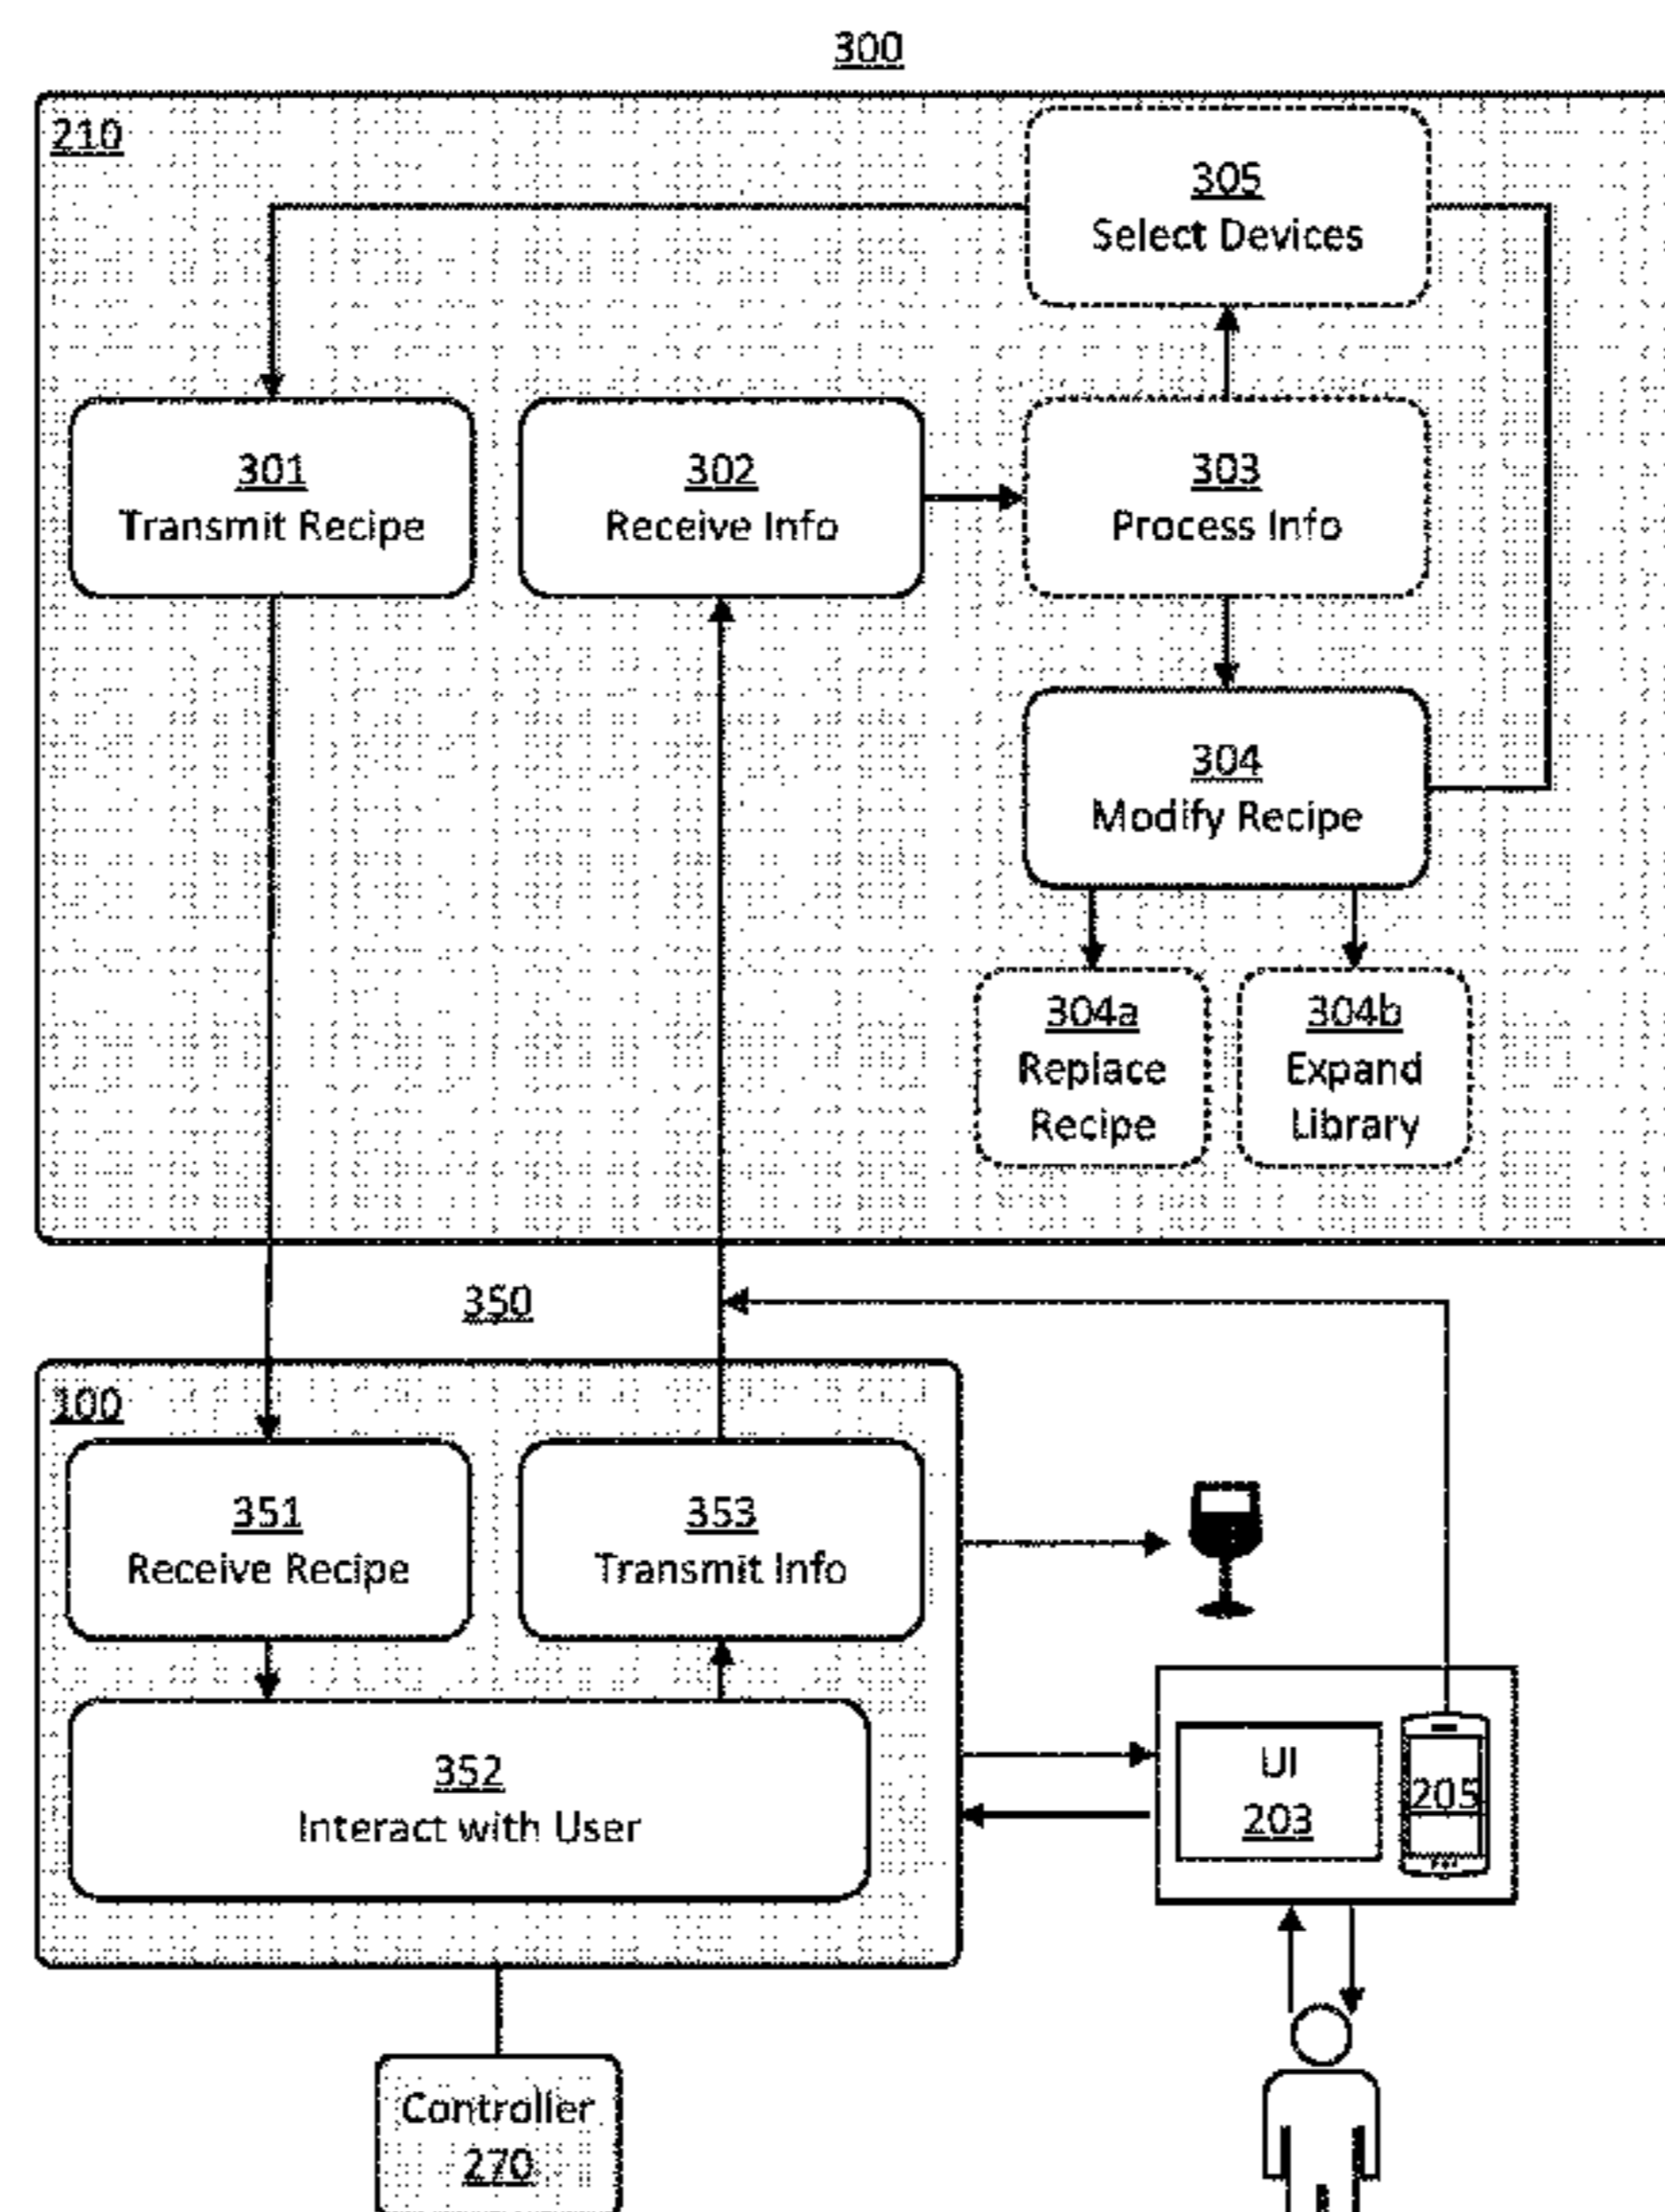 300
210
305
Select Devices
301
Transmit Recipe
302
Receive Info
303
Process Info
304
Modify Recipe
304a
Replace
Recipe
304b
Expand
Library
350
100
351
Receive Recipe
353
Transmit Info
352
Interact with User
UI
203
205
Controller
270